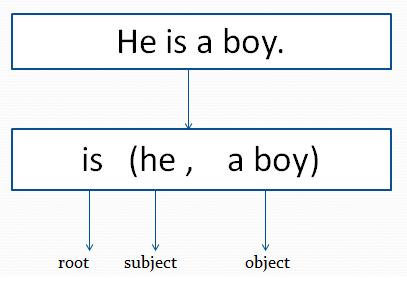 He is a boy.
is (he , a boy)
root subject object